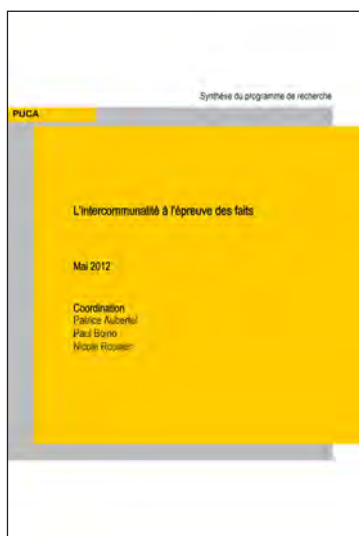 Synthèse du programme de recherche
PUCA
L'intercommunalité à l'épreuve des faits
Mai 2012
Coordination
Patrice Aubertel
Paul Boino
Nicole Rousier